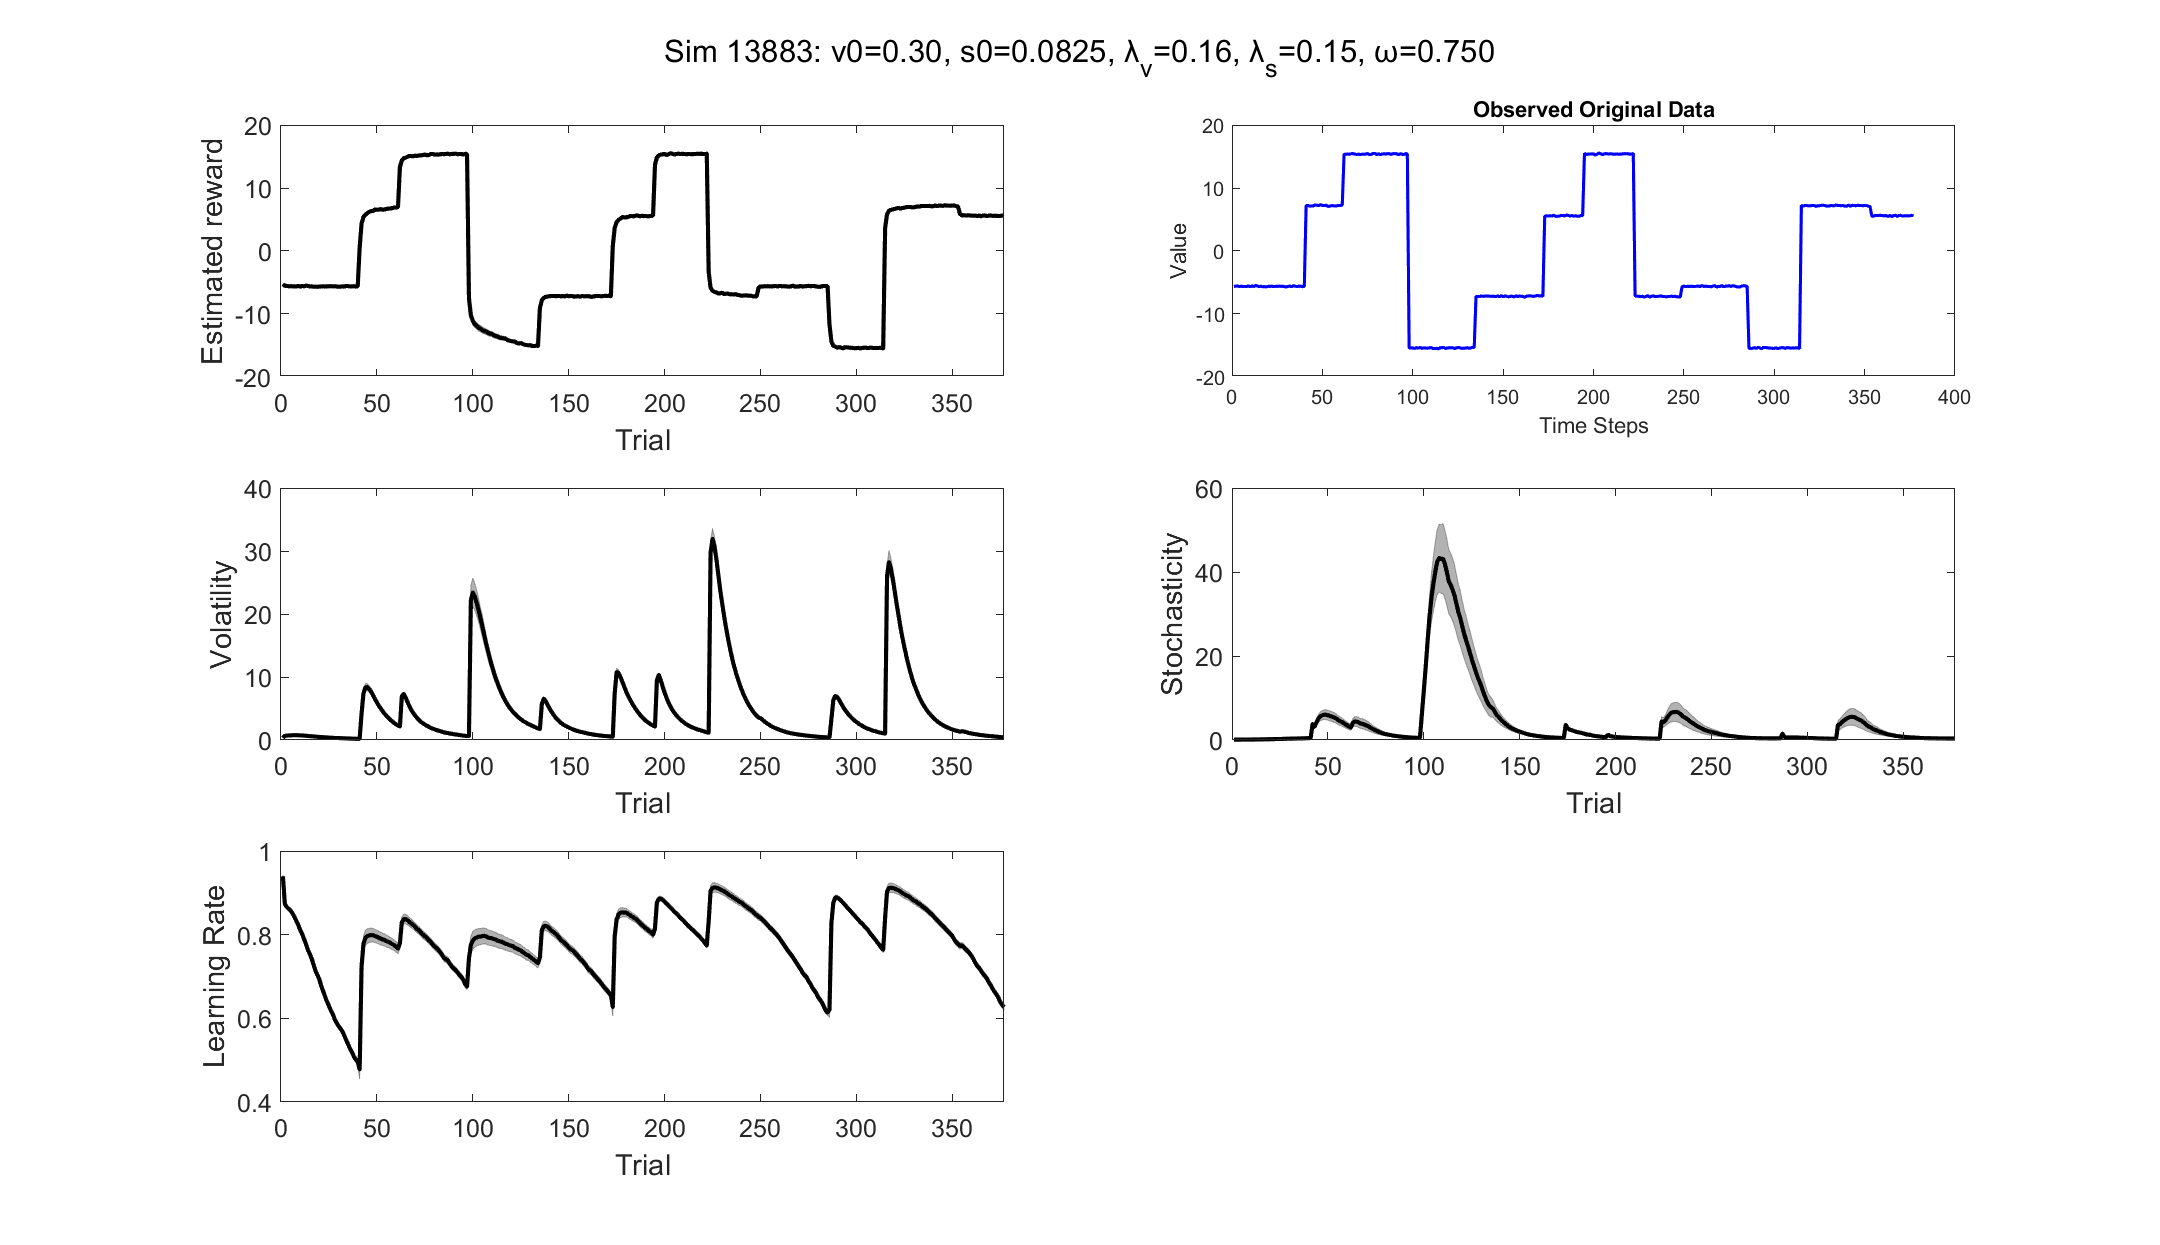 Sim 13883: v0=0.30, s0=0.0825, λ_v=0.16, λ_s=0.15, ω=0.750
Estimated reward
20
10
0
-10
-20
0 50 100 150 200 250 300 350
Trial
Observed Original Data
Value
20
10
0
-10
-20
0 50 100 150 200 250 300 350 400
Time Steps
Volatility
40
30
20
10
0
0 50 100 150 200 250 300 350
Trial
Stochasticity
60
40
20
0
0 50 100 150 200 250 300 350
Trial
Learning Rate
1
0.8
0.6
0.4
0 50 100 150 200 250 300 350
Trial